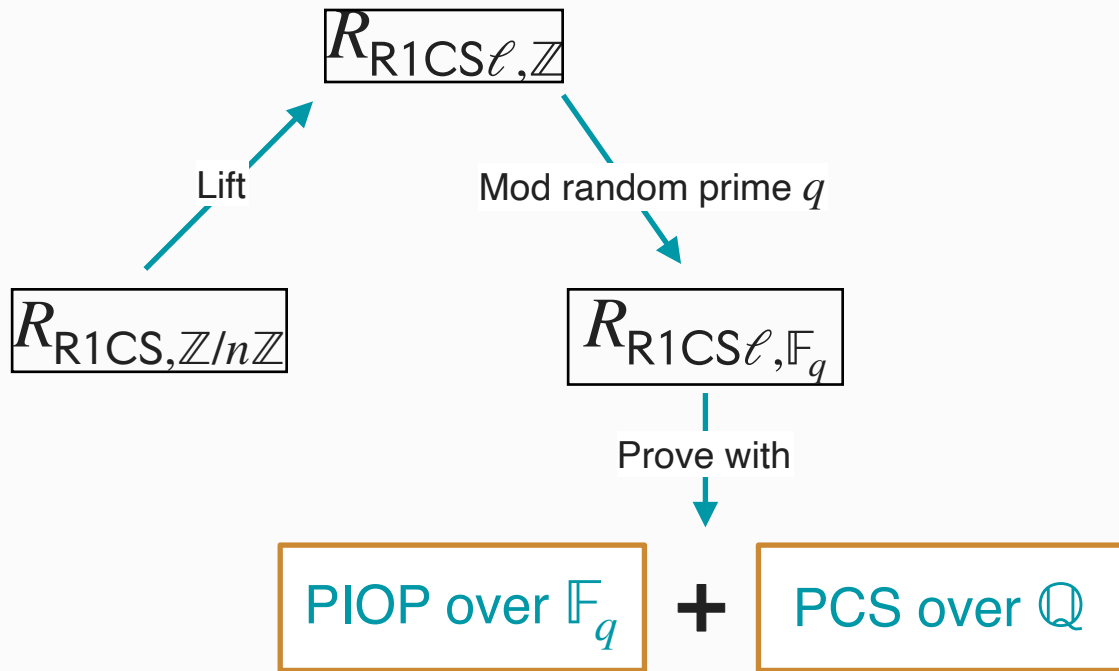 R_{R1CSℓ,ℤ}
Lift
Mod random prime q
R_{R1CS,ℤ/nℤ}
R_{R1CSℓ,𝔽_q}
Prove with
PIOP over 𝔽_q + PCS over ℚ